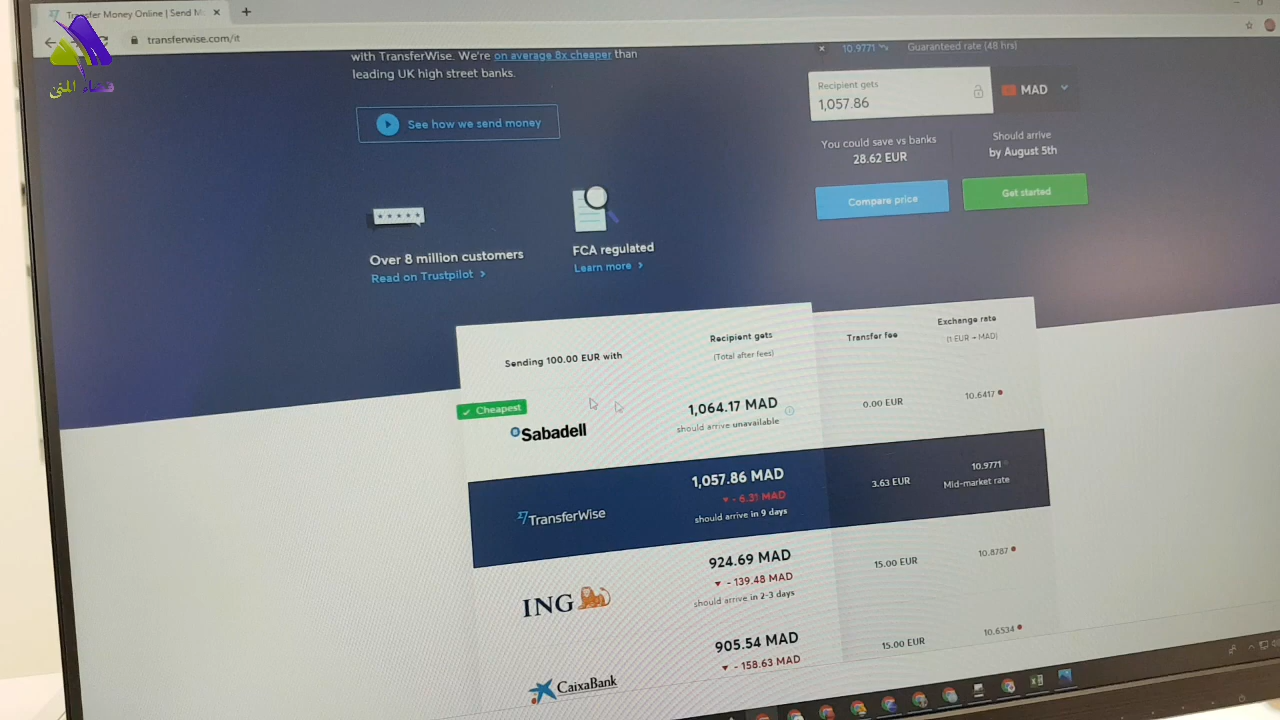 Transfer Money Online | Send Mo
transferwise.com/it
فضاء المتى
with TransferWise. We're on average 8x cheaper than
leading UK high street banks.
See how we send money
Over 8 million customers
Read on Trustpilot >
FCA regulated
Learn more >
10.9771 Guaranteed rate (48 hrs)
Recipient gets
1,057.86 MAD
You could save vs banks
28.62 EUR
Should arrive
by August 5th
Compare price
Get started
Sending 100.00 EUR with
Recipient gets
(Total after fees)
Transfer fee
Exchange rate
(1 EUR → MAD)
Cheapest
Sabadell
1,064.17 MAD
should arrive unavailable
0.00 EUR
10.6417
TransferWise
1,057.86 MAD
- 6.31 MAD
should arrive in 9 days
3.63 EUR
10.9771
Mid-market rate
ING
924.69 MAD
- 139.48 MAD
should arrive in 2-3 days
15.00 EUR
10.8787
CaixaBank
905.54 MAD
- 158.63 MAD
15.00 EUR
10.6534